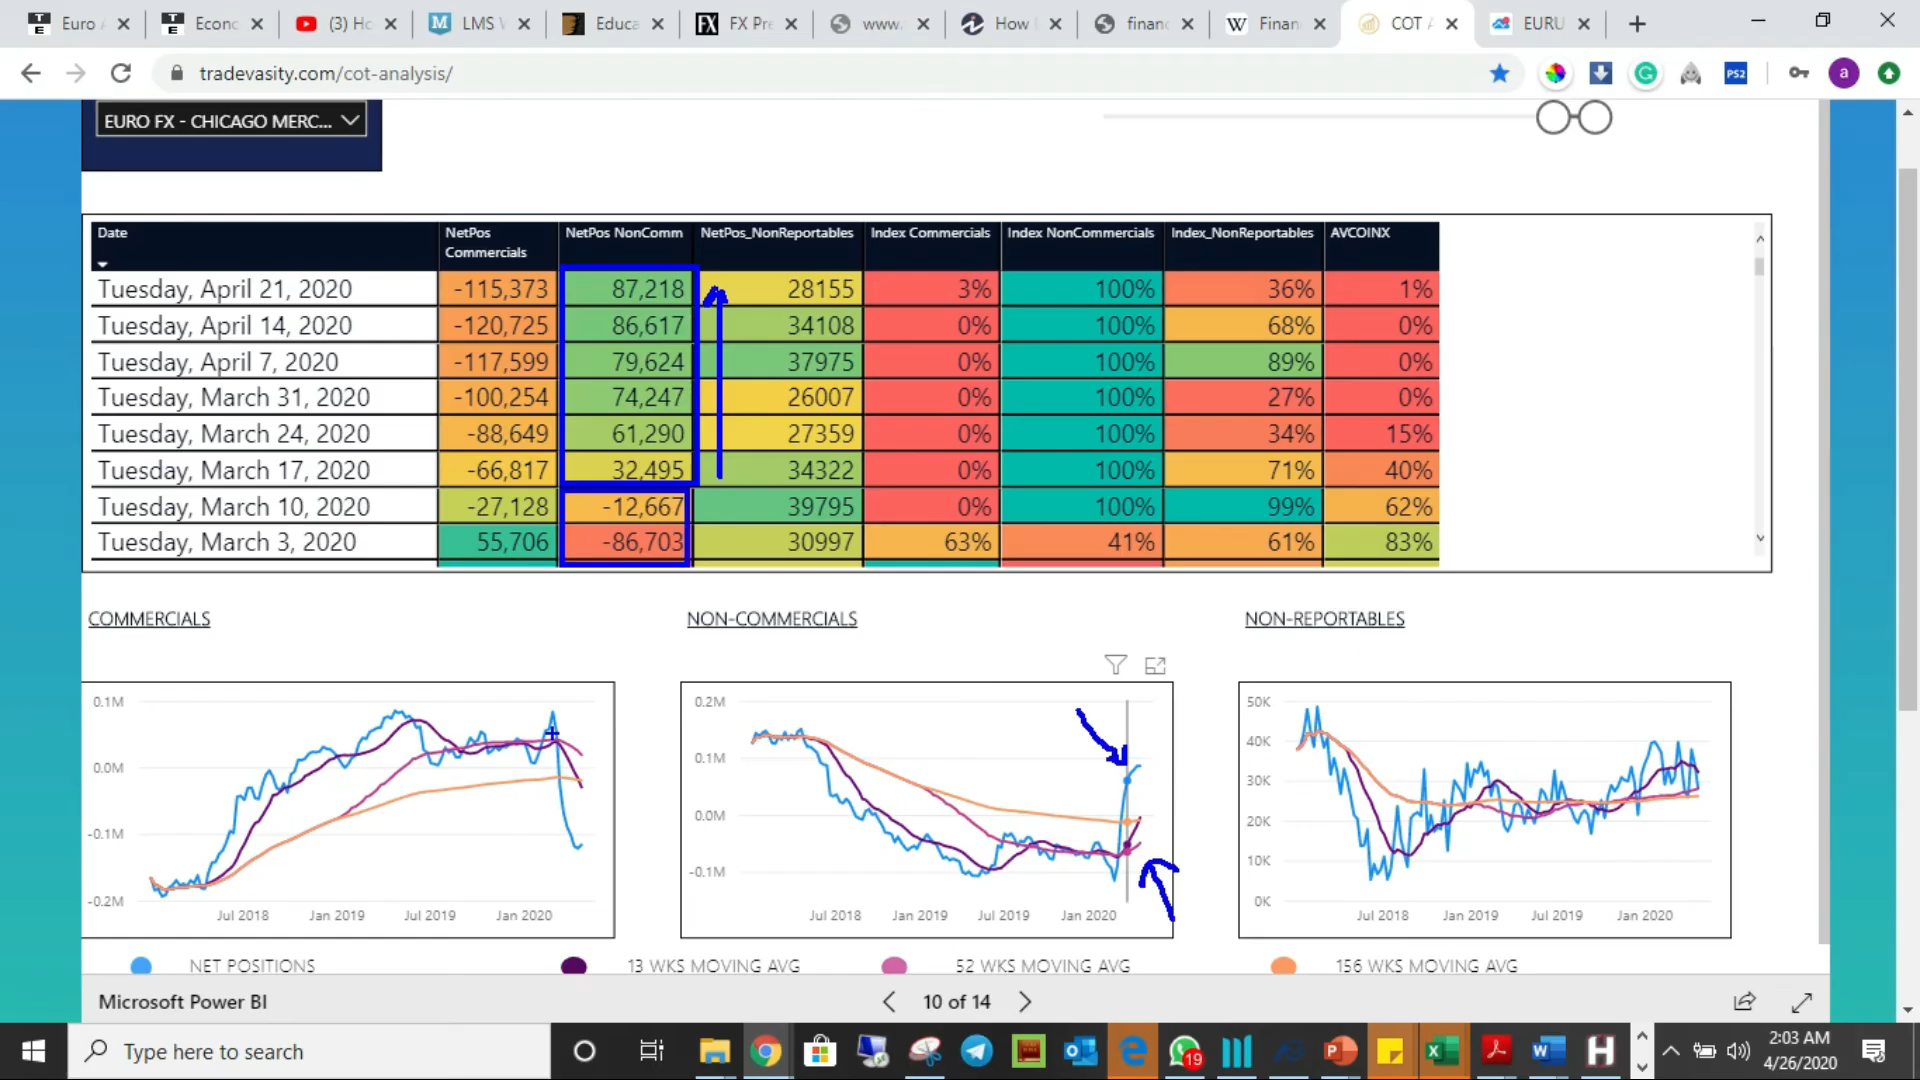 Euro A
Econo
(3) Ho
LMS V
Educa
FX Pre
www.
How
finan
Finan
COT A
EURU
tradevasity.com/cot-analysis/
PS2
a
EURO FX - CHICAGO MERC...
Date NetPos Commercials NetPos NonComm NetPos_NonReportables Index Commercials Index NonCommercials Index_NonReportables AVCOINX
Tuesday, April 21, 2020 -115,373 87,218 28155 3% 100% 36% 1%
Tuesday, April 14, 2020 -120,725 86,617 34108 0% 100% 68% 0%
Tuesday, April 7, 2020 -117,599 79,624 37975 0% 100% 89% 0%
Tuesday, March 31, 2020 -100,254 74,247 26007 0% 100% 27% 0%
Tuesday, March 24, 2020 -88,649 61,290 27359 0% 100% 34% 15%
Tuesday, March 17, 2020 -66,817 32,495 34322 0% 100% 71% 40%
Tuesday, March 10, 2020 -27,128 -12,667 39795 0% 100% 99% 62%
Tuesday, March 3, 2020 55,706 -86,703 30997 63% 41% 61% 83%
COMMERCIALS
0.1M
0.0M
-0.1M
-0.2M
Jul 2018 Jan 2019 Jul 2019 Jan 2020
NON-COMMERCIALS
0.2M
0.1M
0.0M
-0.1M
Jul 2018 Jan 2019 Jul 2019 Jan 2020
NON-REPORTABLES
50K
40K
30K
20K
10K
0K
Jul 2018 Jan 2019 Jul 2019 Jan 2020
NET POSITIONS 13 WKS MOVING AVG 52 WKS MOVING AVG 156 WKS MOVING AVG
Microsoft Power BI
10 of 14
Type here to search
19
2:03 AM
4/26/2020